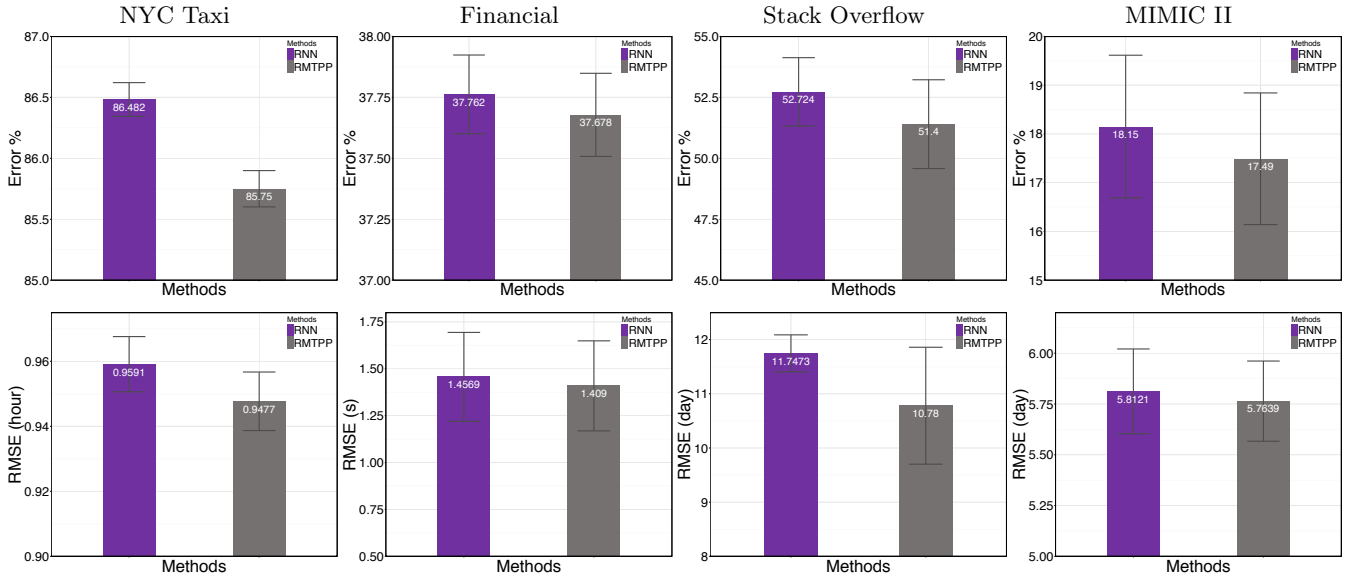 NYC Taxi
Financial
Stack Overflow
MIMIC II
Error %
87.0
86.5
86.0
85.5
85.0
Methods
RNN
RMTPP
86.482
85.75
Methods
Error %
38.00
37.75
37.50
37.25
37.00
Methods
RNN
RMTPP
37.762
37.678
Methods
Error %
55.0
52.5
50.0
47.5
45.0
Methods
RNN
RMTPP
52.724
51.4
Methods
Error %
20
19
18
17
16
15
Methods
RNN
RMTPP
18.15
17.49
Methods
RMSE (hour)
0.96
0.94
0.92
0.90
Methods
RNN
RMTPP
0.9591
0.9477
Methods
RMSE (s)
1.75
1.50
1.25
1.00
0.75
0.50
Methods
RNN
RMTPP
1.4569
1.409
Methods
RMSE (day)
12
11
10
9
8
Methods
RNN
RMTPP
11.7473
10.78
Methods
RMSE (day)
6.00
5.75
5.50
5.25
5.00
Methods
RNN
RMTPP
5.8121
5.7639
Methods